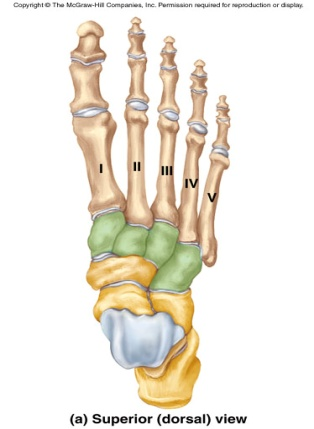 Copyright © The McGraw-Hill Companies, Inc. Permission required for reproduction or display.
I
II
III
IV
V
(a) Superior (dorsal) view